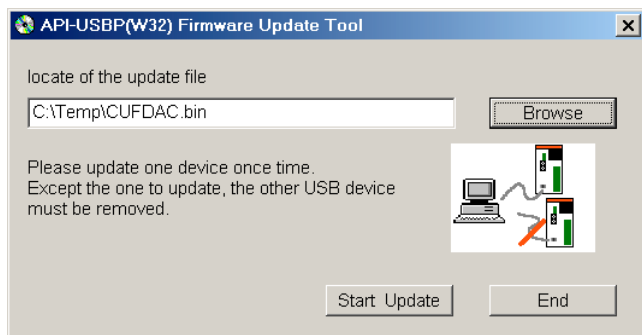 API-USBP(W32) Firmware Update Tool
locate of the update file
C:\Temp\CUFDAC.bin
Browse
Please update one device once time.
Except the one to update, the other USB device
must be removed.
Start Update
End